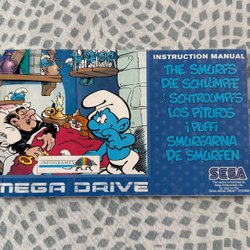 INSTRUCTION MANUAL
THE SMURFS
DIE SCHLÜMPFE
SCHTROUMPFS
LOS PITUFOS
i PUFFI
SMURFARNA
DE SMURFEN
INFOGRAMES
MEGA DRIVE
SEGA